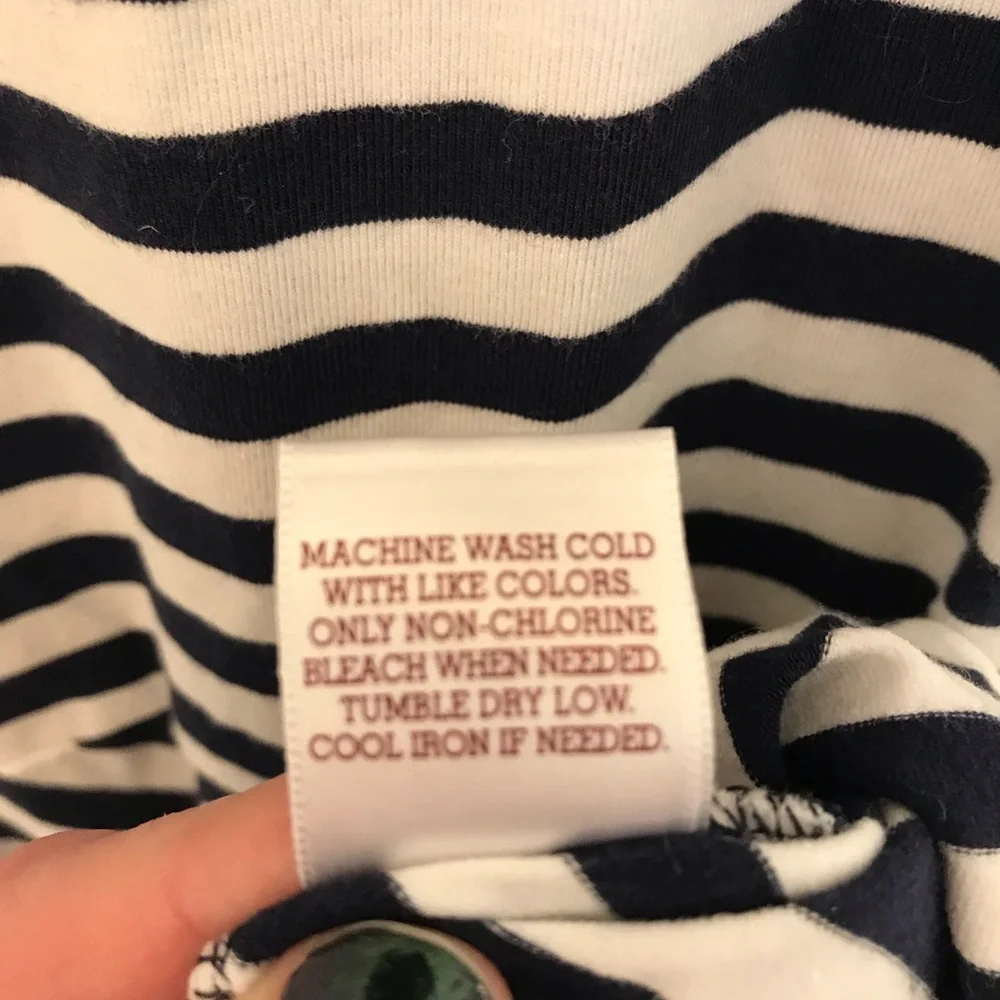 MACHINE WASH COLD
WITH LIKE COLORS.
ONLY NON-CHLORINE
BLEACH WHEN NEEDED.
TUMBLE DRY LOW.
COOL IRON IF NEEDED.